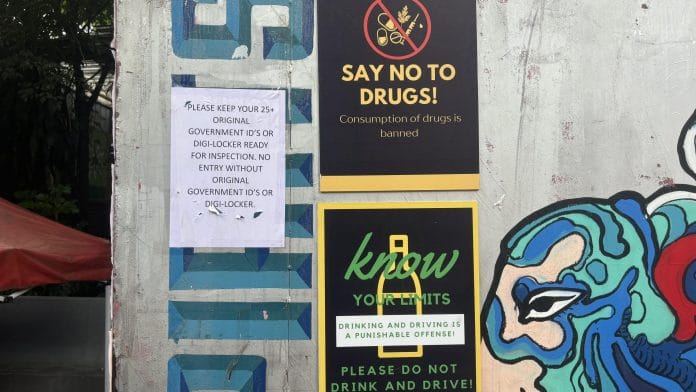 PLEASE KEEP YOUR 25+
ORIGINAL
GOVERNMENT ID'S OR
DIGI-LOCKER READY
FOR INSPECTION. NO
ENTRY WITHOUT
ORIGINAL
GOVERNMENT ID'S OR
DIGI-LOCKER.
SAY NO TO
DRUGS!
Consumption of drugs is
banned
know
YOUR LIMITS
DRINKING AND DRIVING IS
A PUNISHABLE OFFENSE!
PLEASE DO NOT
DRINK AND DRIVE!